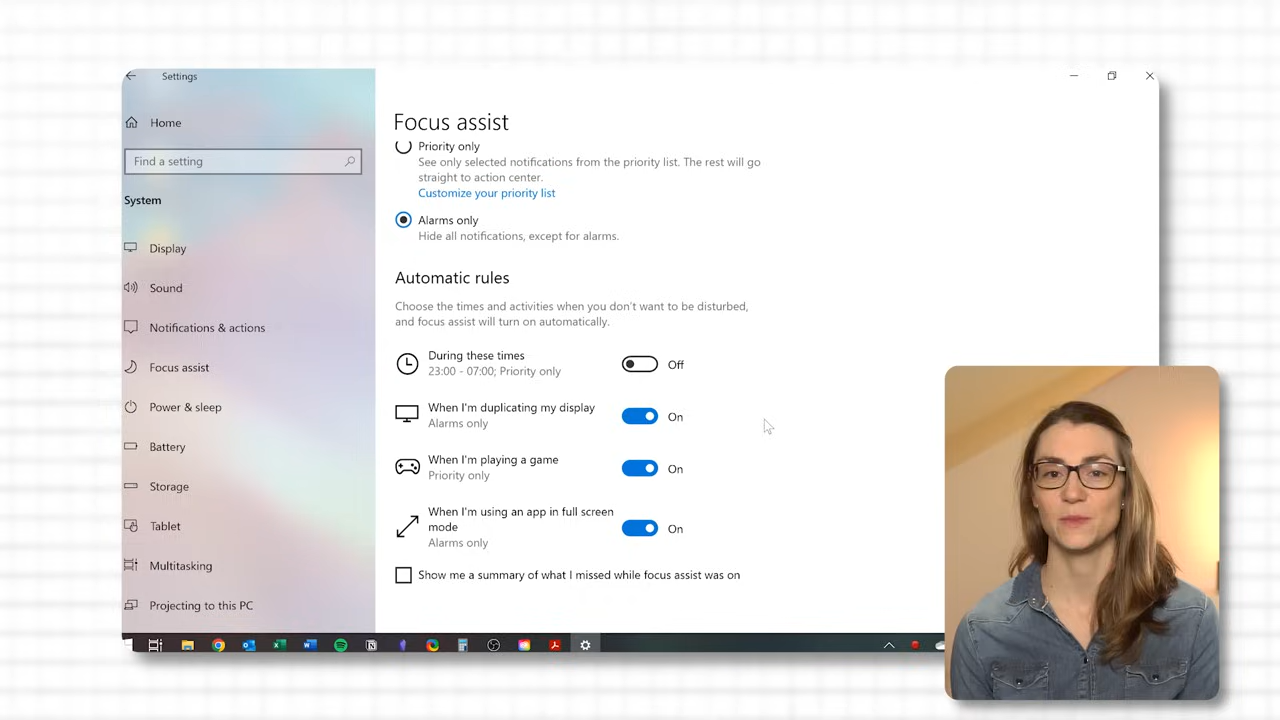 Settings
Home
Find a setting
System
Display
Sound
Notifications & actions
Focus assist
Power & sleep
Battery
Storage
Tablet
Multitasking
Projecting to this PC
Focus assist
Priority only
See only selected notifications from the priority list. The rest will go
straight to action center.
Customize your priority list
Alarms only
Hide all notifications, except for alarms.
Automatic rules
Choose the times and activities when you don't want to be disturbed,
and focus assist will turn on automatically.
During these times
23:00 - 07:00; Priority only
Off
When I'm duplicating my display
Alarms only
On
When I'm playing a game
Priority only
On
When I'm using an app in full screen
mode
Alarms only
On
Show me a summary of what I missed while focus assist was on